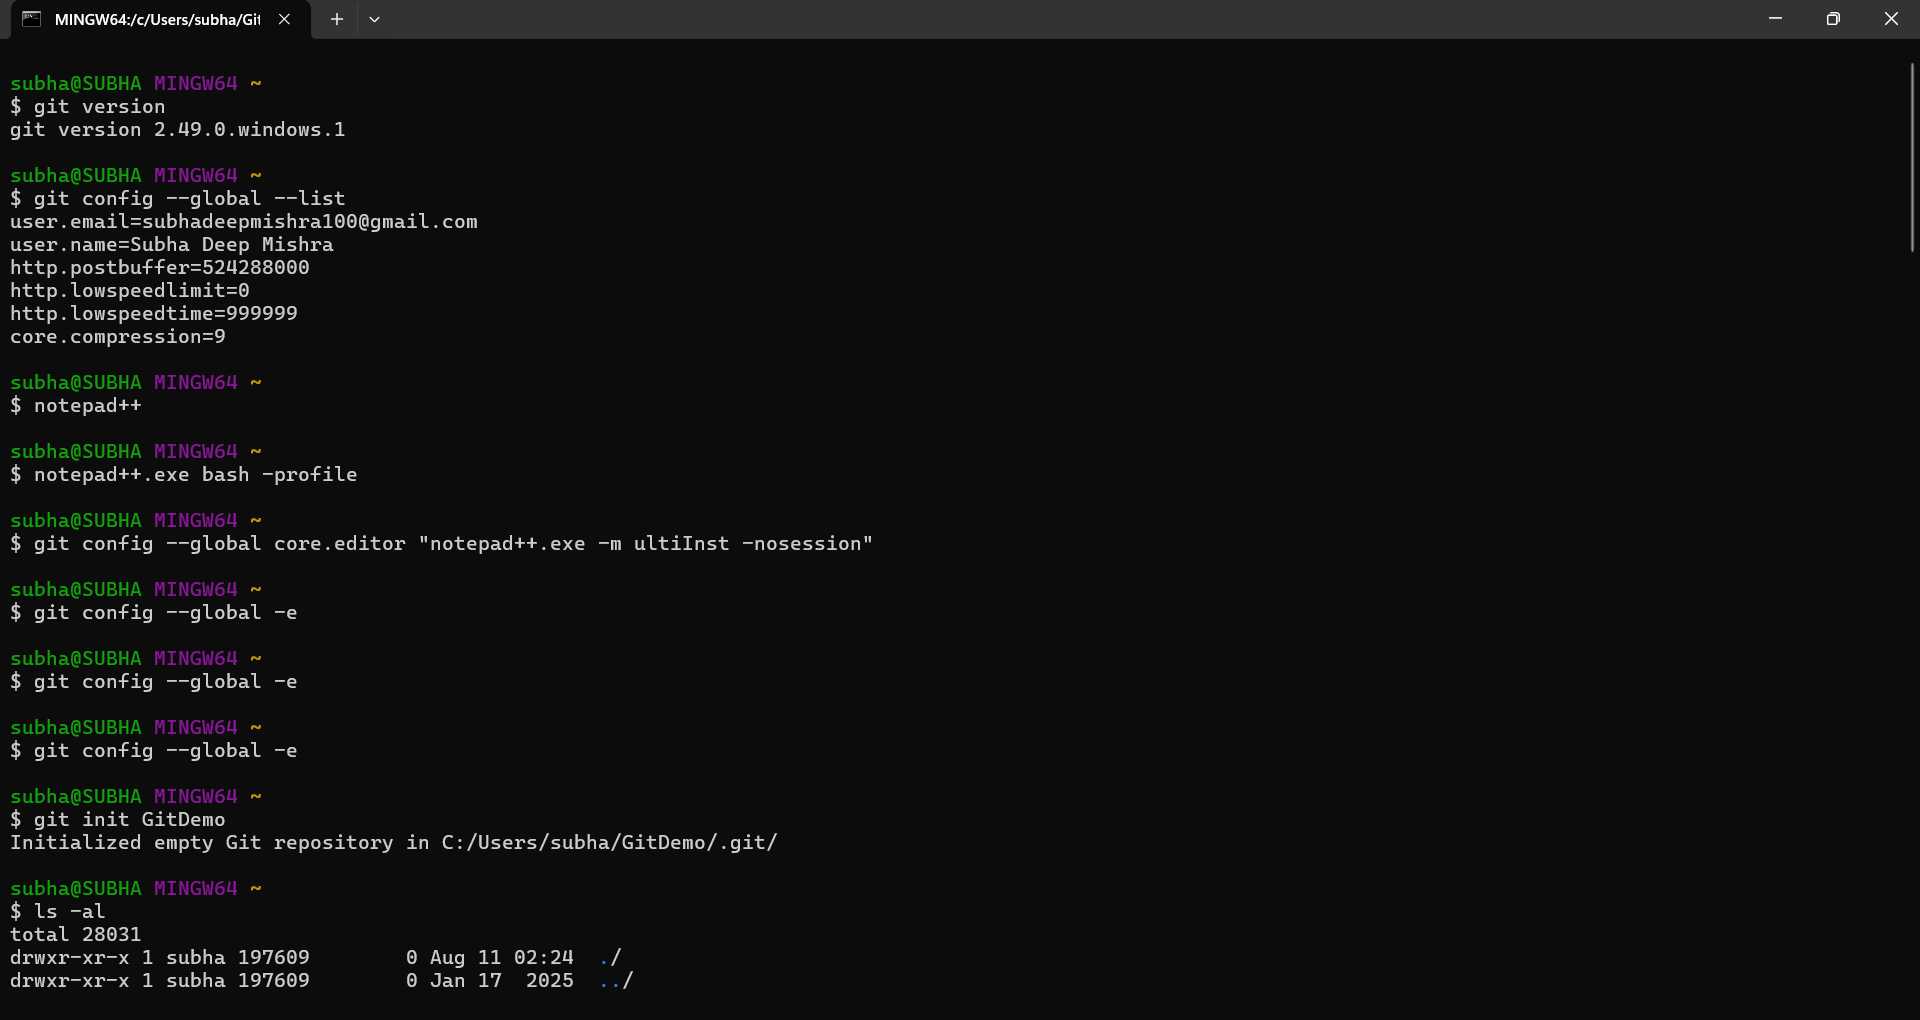 MINGW64:/c/Users/subha/Git
subha@SUBHA MINGW64 ~
$ git version
git version 2.49.0.windows.1
subha@SUBHA MINGW64 ~
$ git config --global --list
user.email=subhadeepmishra100@gmail.com
user.name=Subha Deep Mishra
http.postbuffer=524288000
http.lowspeedlimit=0
http.lowspeedtime=999999
core.compression=9
subha@SUBHA MINGW64 ~
$ notepad++
subha@SUBHA MINGW64 ~
$ notepad++.exe bash -profile
subha@SUBHA MINGW64 ~
$ git config --global core.editor "notepad++.exe -m ultiInst -nosession"
subha@SUBHA MINGW64 ~
$ git config --global -e
subha@SUBHA MINGW64 ~
$ git config --global -e
subha@SUBHA MINGW64 ~
$ git config --global -e
subha@SUBHA MINGW64 ~
$ git init GitDemo
Initialized empty Git repository in C:/Users/subha/GitDemo/.git/
subha@SUBHA MINGW64 ~
$ ls -al
total 28031
drwxr-xr-x 1 subha 197609        0 Aug 11 02:24  ./
drwxr-xr-x 1 subha 197609        0 Jan 17  2025  ../